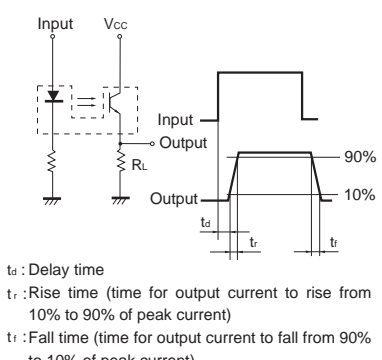 Input Vcc
Input
Output
RL
90%
Output
10%
td
tr
tf
td : Delay time
tr : Rise time (time for output current to rise from
10% to 90% of peak current)
tf : Fall time (time for output current to fall from 90%
to 10% of peak current)